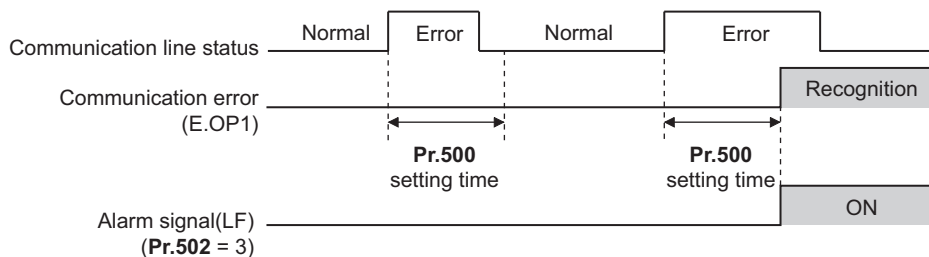 Normal Error Normal Error
Communication line status
Communication error
(E.OP1)
Recognition
Pr.500
setting time
Pr.500
setting time
Alarm signal(LF)
(Pr.502 = 3)
ON